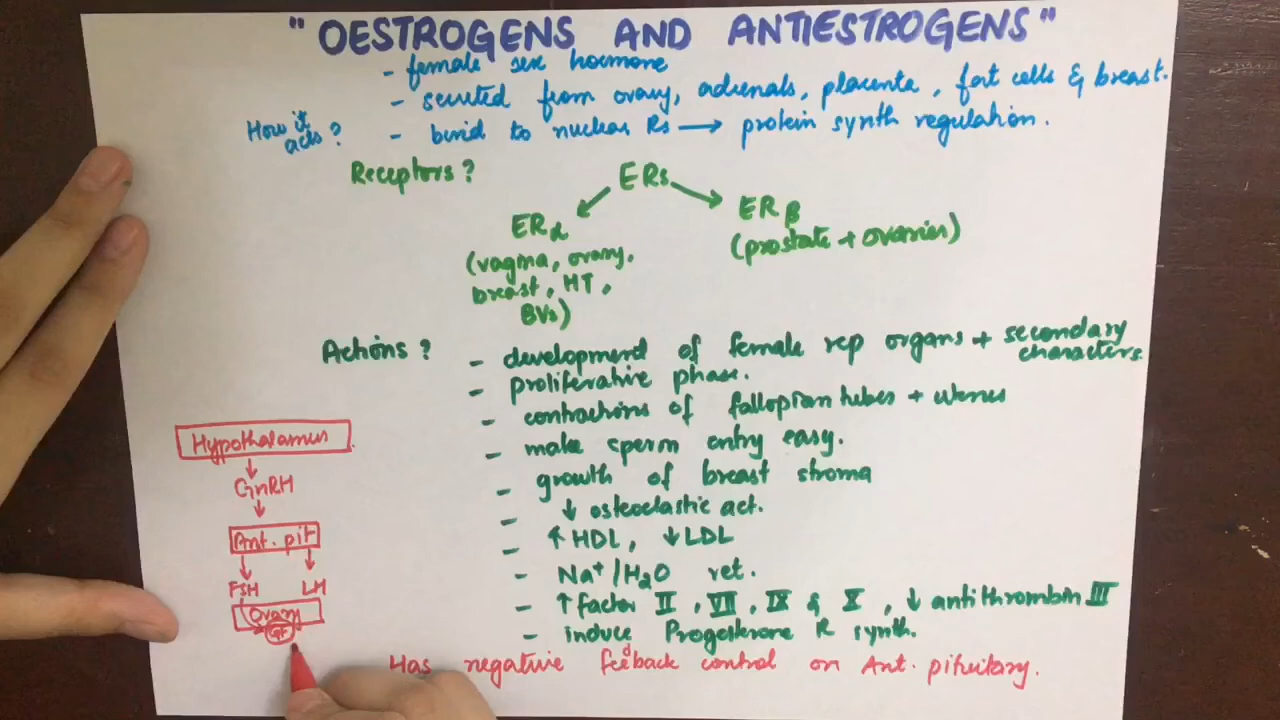 "OESTROGENS AND ANTIESTROGENS"
- female sex hormone
- secreted from ovary, adrenals, placenta, fat cells & breast.
How it acts? - bind to nuclear Rs → protein synth regulation.
Receptors? ERs
ERα ERβ
(vagina, ovary, (prostate + ovaries)
breast, HT,
BVs)
Actions? - development of female rep organs + secondary characters.
- proliferative phase.
- contractions of fallopian tubes + uterus
- make sperm entry easy.
- growth of breast stroma
- ↓ osteoclastic act.
- ↑HDL, ↓LDL
- Na+/H2O ret.
- ↑factor II, VII, IX & X, ↓ antithrombin III
- induce Progesterone R synth.
Has negative feedback control on Ant. pituitary.
Hypothalamus
GnRH
Ant. pit
FSH LH
Ovary